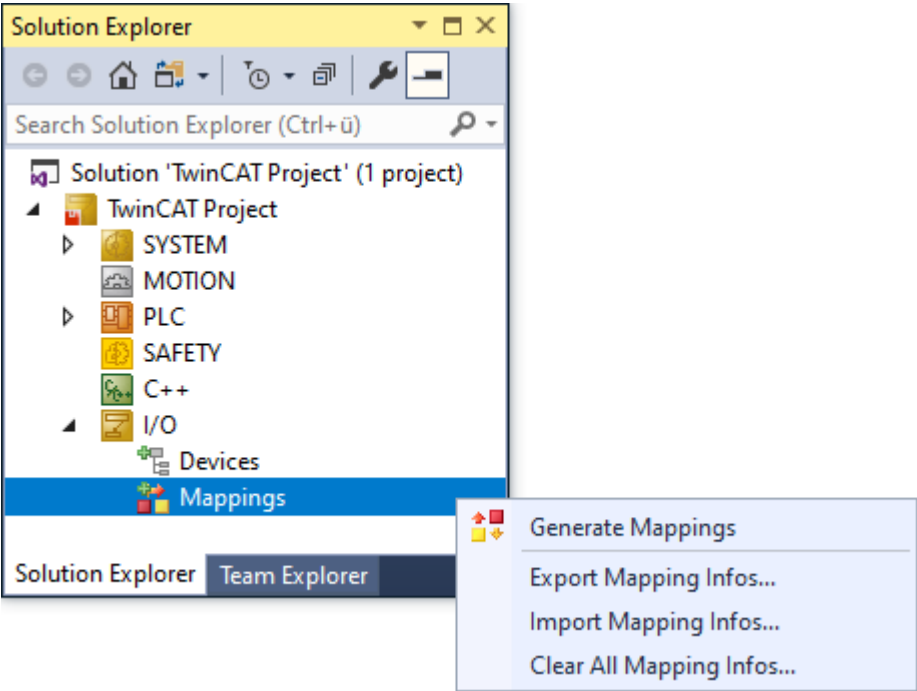 Solution Explorer
Search Solution Explorer (Ctrl+ü)
Solution 'TwinCAT Project' (1 project)
TwinCAT Project
SYSTEM
MOTION
PLC
SAFETY
C++
I/O
Devices
Mappings
Generate Mappings
Export Mapping Infos...
Import Mapping Infos...
Clear All Mapping Infos...
Solution Explorer Team Explorer